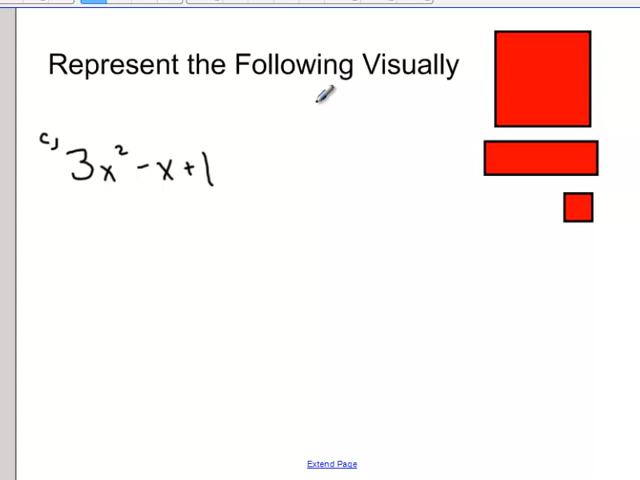 Represent the Following Visually
c) 3x² - x + 1
Extend Page